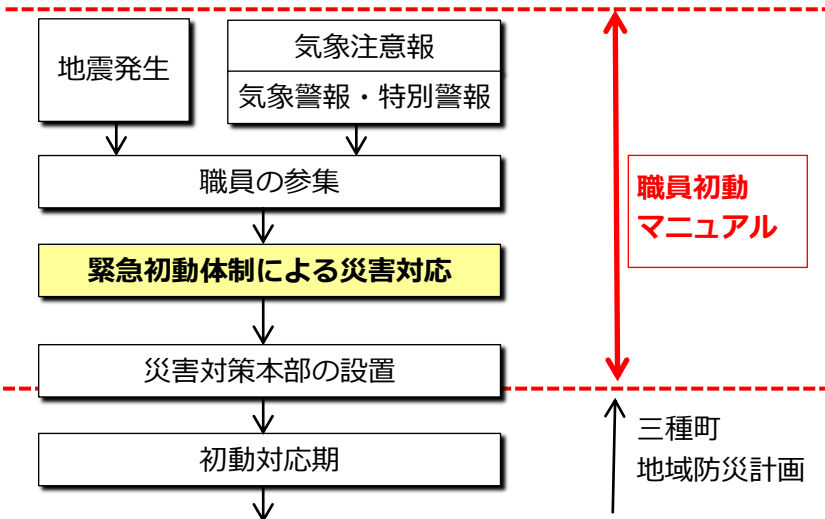 地震発生
気象注意報
気象警報・特別警報
職員の参集
緊急初動体制による災害対応
災害対策本部の設置
初動対応期
職員初動
マニュアル
三種町
地域防災計画